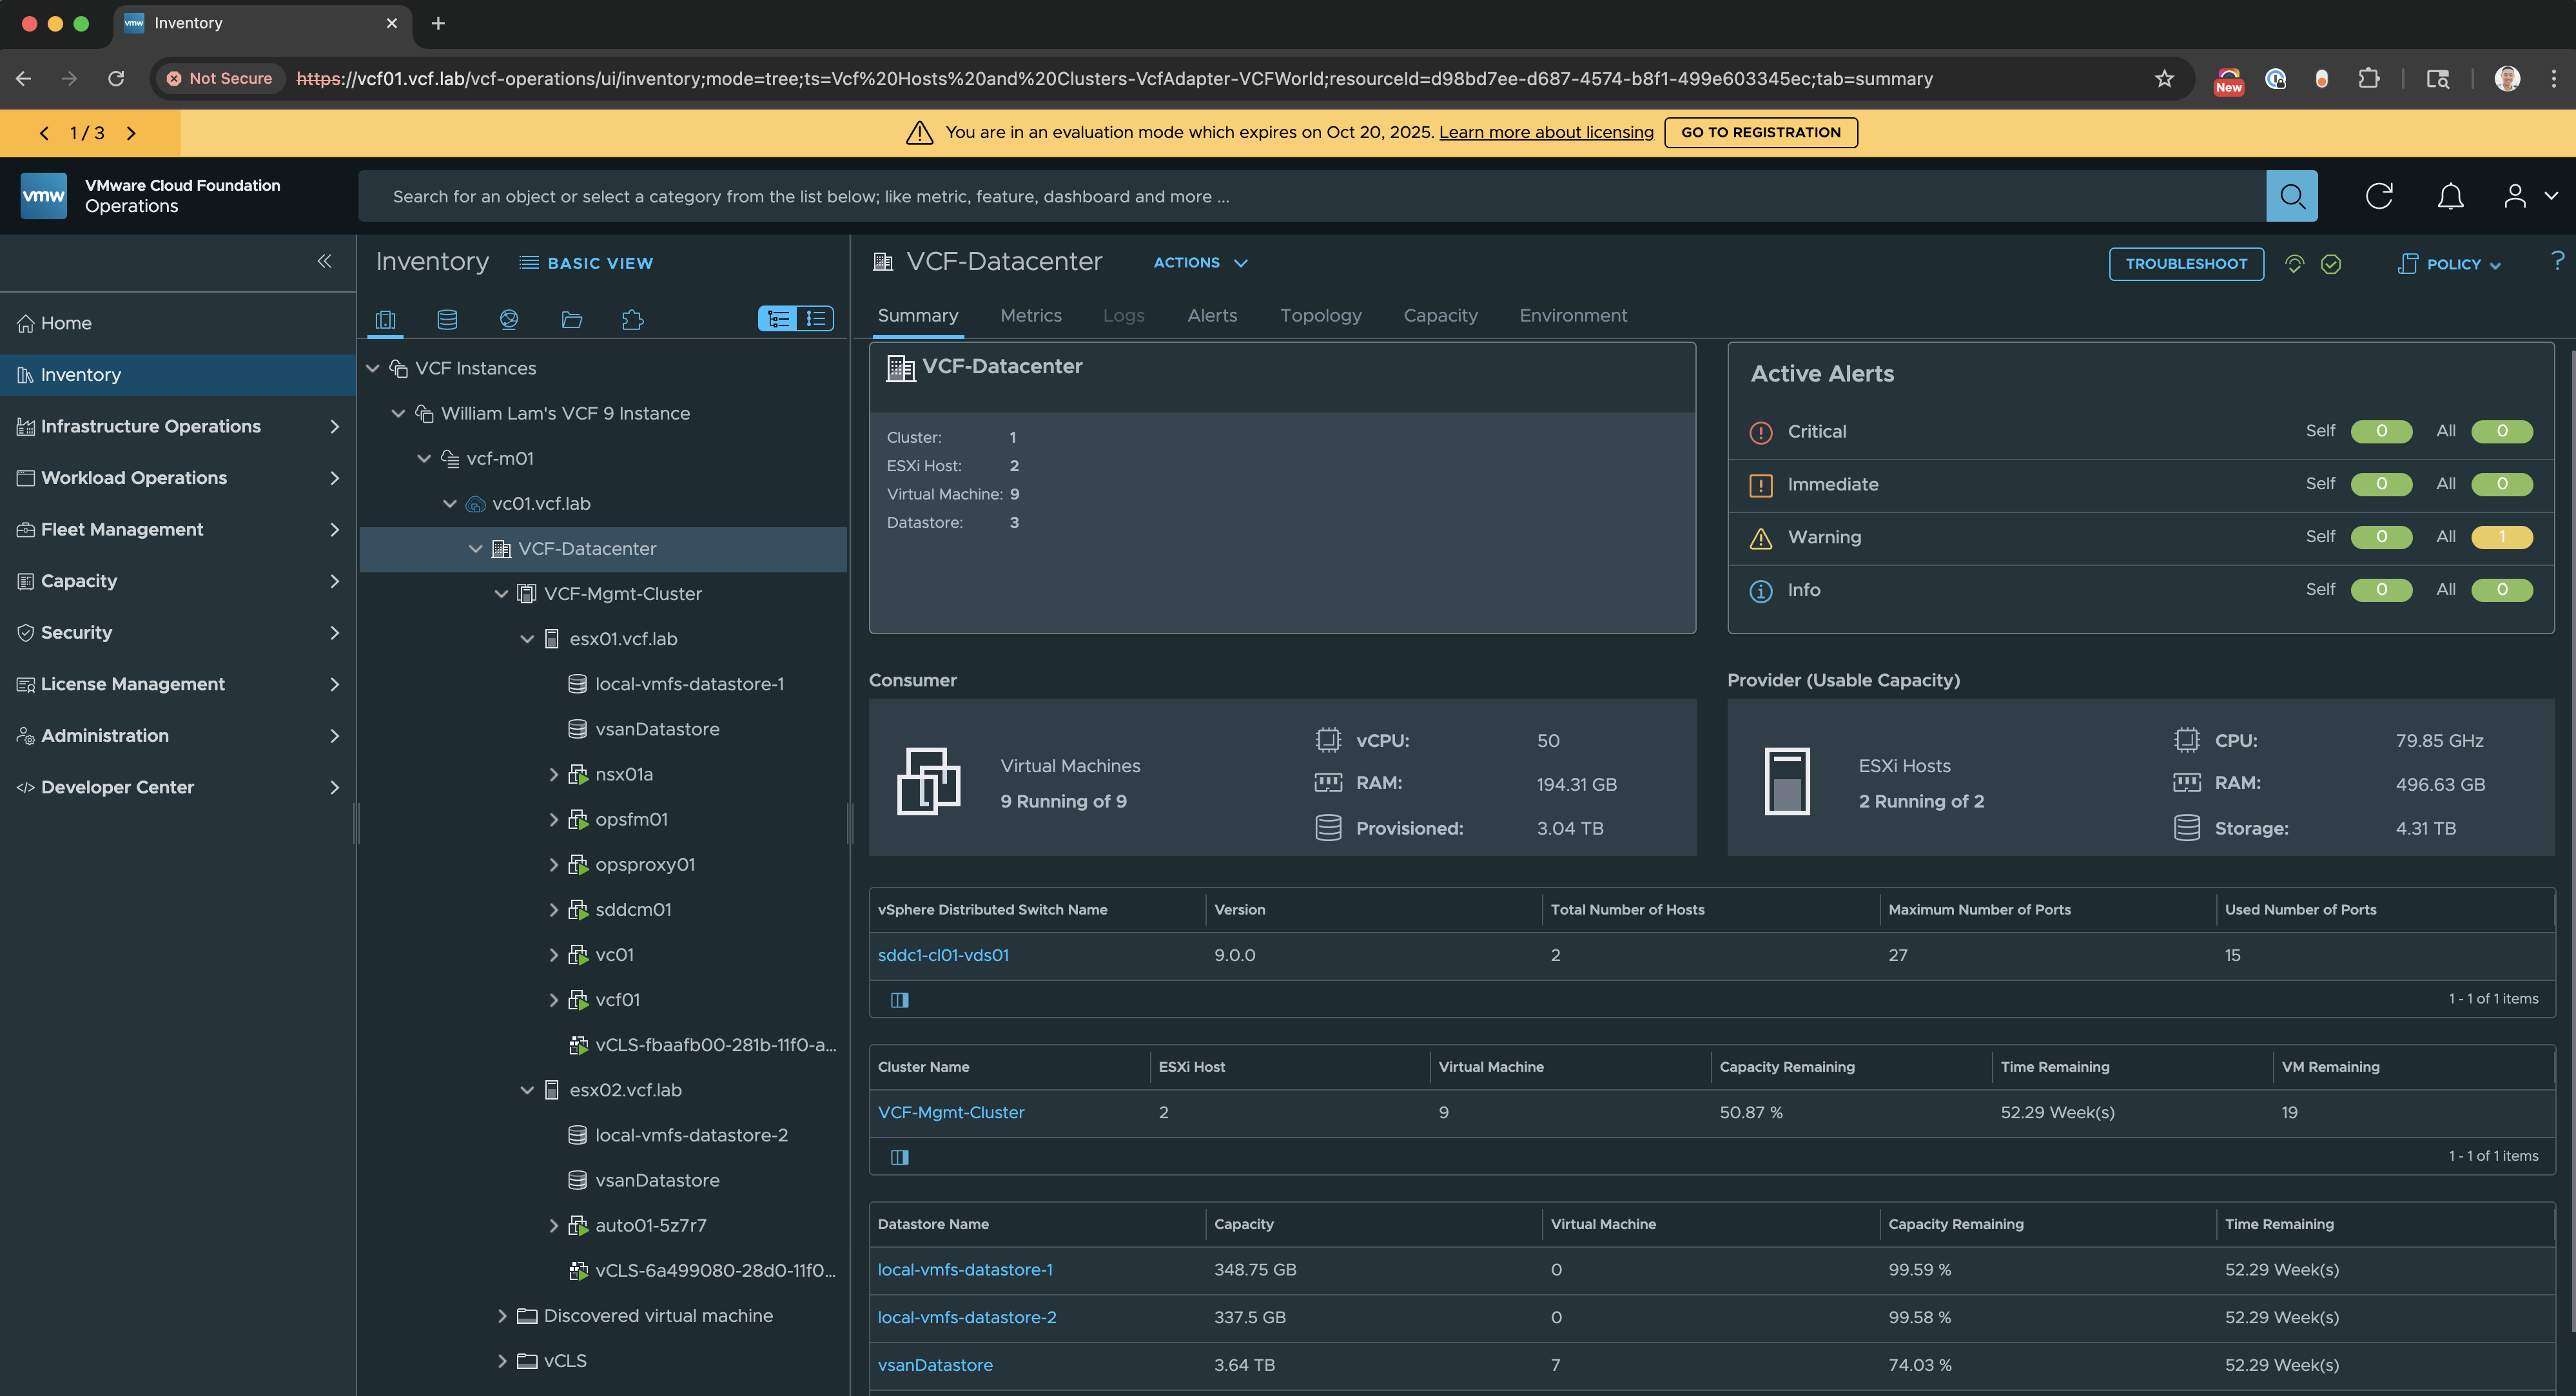 Inventory
Not Secure
https://vcf01.vcf.lab/vcf-operations/ui/inventory;mode=tree;ts=Vcf%20Hosts%20and%20Clusters-VcfAdapter-VCFWorld;resourceId=d98bd7ee-d687-4574-b8f1-499e603345ec;tab=summary
New
1 / 3
You are in an evaluation mode which expires on Oct 20, 2025. Learn more about licensing
GO TO REGISTRATION
vmw
VMware Cloud Foundation
Operations
Search for an object or select a category from the list below; like metric, feature, dashboard and more ...
Home
Inventory
Infrastructure Operations
Workload Operations
Fleet Management
Capacity
Security
License Management
Administration
Developer Center
Inventory
BASIC VIEW
VCF Instances
William Lam's VCF 9 Instance
vcf-m01
vc01.vcf.lab
VCF-Datacenter
VCF-Mgmt-Cluster
esx01.vcf.lab
local-vmfs-datastore-1
vsanDatastore
nsx01a
opsfm01
opsproxy01
sddcm01
vc01
vcf01
vCLS-fbaafb00-281b-11f0-a...
esx02.vcf.lab
local-vmfs-datastore-2
vsanDatastore
auto01-5z7r7
vCLS-6a499080-28d0-11f0...
Discovered virtual machine
vCLS
VCF-Datacenter
ACTIONS
TROUBLESHOOT
POLICY
?
Summary Metrics Logs Alerts Topology Capacity Environment
VCF-Datacenter
Cluster: 1
ESXi Host: 2
Virtual Machine: 9
Datastore: 3
Active Alerts
Critical Self 0 All 0
Immediate Self 0 All 0
Warning Self 0 All 1
Info Self 0 All 0
Consumer
Virtual Machines
9 Running of 9
vCPU: 50
RAM: 194.31 GB
Provisioned: 3.04 TB
Provider (Usable Capacity)
ESXi Hosts
2 Running of 2
CPU: 79.85 GHz
RAM: 496.63 GB
Storage: 4.31 TB
vSphere Distributed Switch Name Version Total Number of Hosts Maximum Number of Ports Used Number of Ports
sddc1-cl01-vds01 9.0.0 2 27 15
1 - 1 of 1 items
Cluster Name ESXi Host Virtual Machine Capacity Remaining Time Remaining VM Remaining
VCF-Mgmt-Cluster 2 9 50.87 % 52.29 Week(s) 19
1 - 1 of 1 items
Datastore Name Capacity Virtual Machine Capacity Remaining Time Remaining
local-vmfs-datastore-1 348.75 GB 0 99.59 % 52.29 Week(s)
local-vmfs-datastore-2 337.5 GB 0 99.58 % 52.29 Week(s)
vsanDatastore 3.64 TB 7 74.03 % 52.29 Week(s)